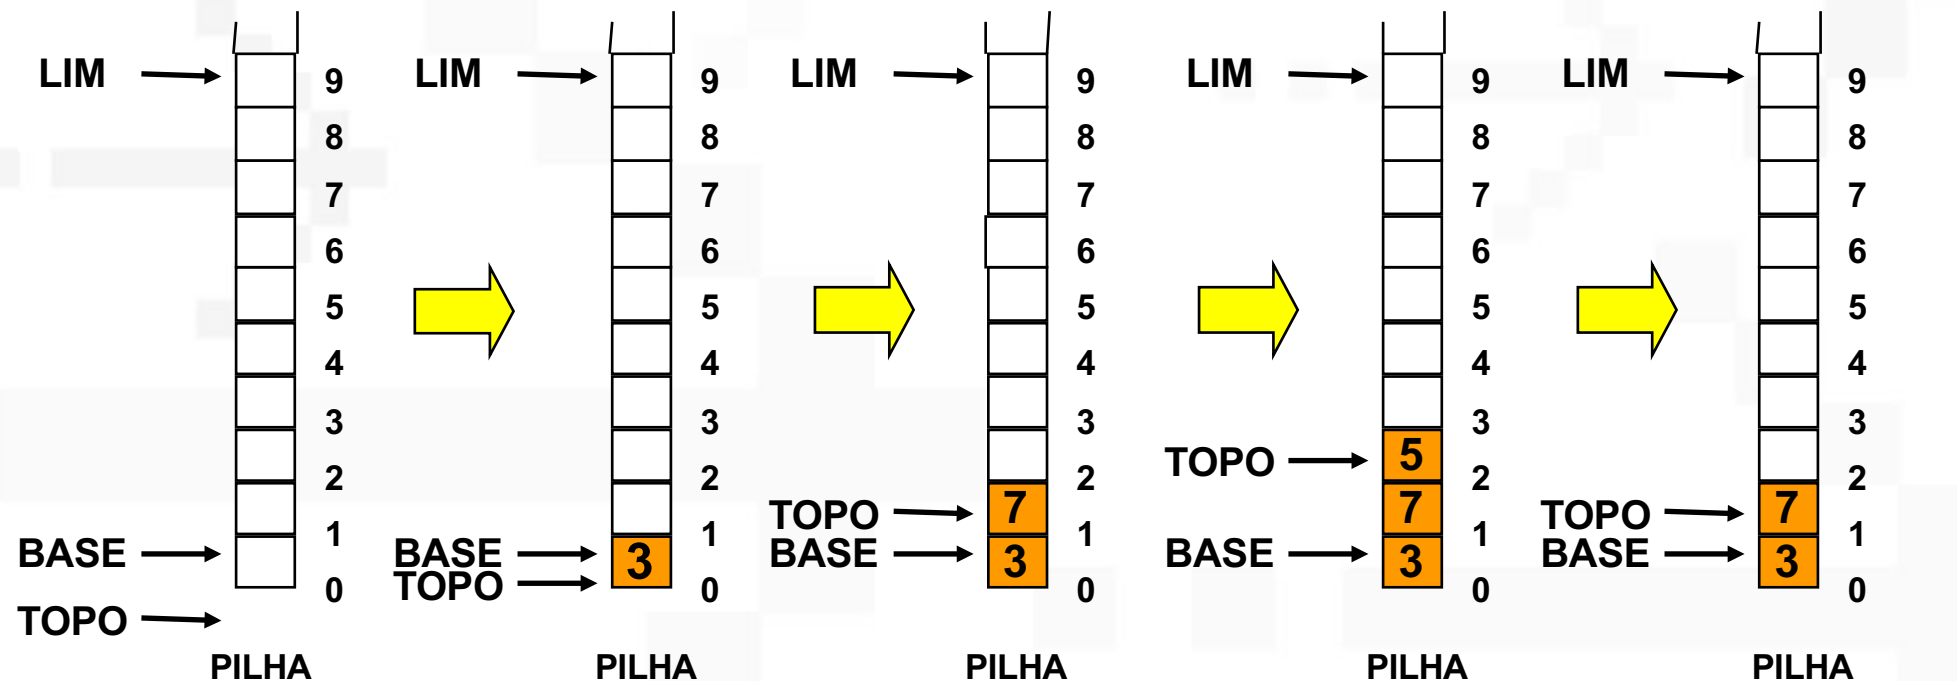 LIM 9 LIM 9 LIM 9 LIM 9 LIM 9
8 8 8 8 8
7 7 7 7 7
6 6 6 6 6
5 5 5 5 5
4 4 4 4 4
3 3 3 3 3
TOPO 5
2 2 2 2 2
TOPO 7 7 TOPO 7
1 1 1 1 1
BASE BASE 3 BASE 3 BASE 3 BASE 3
TOPO
0 0 0 0 0
TOPO
PILHA PILHA PILHA PILHA PILHA